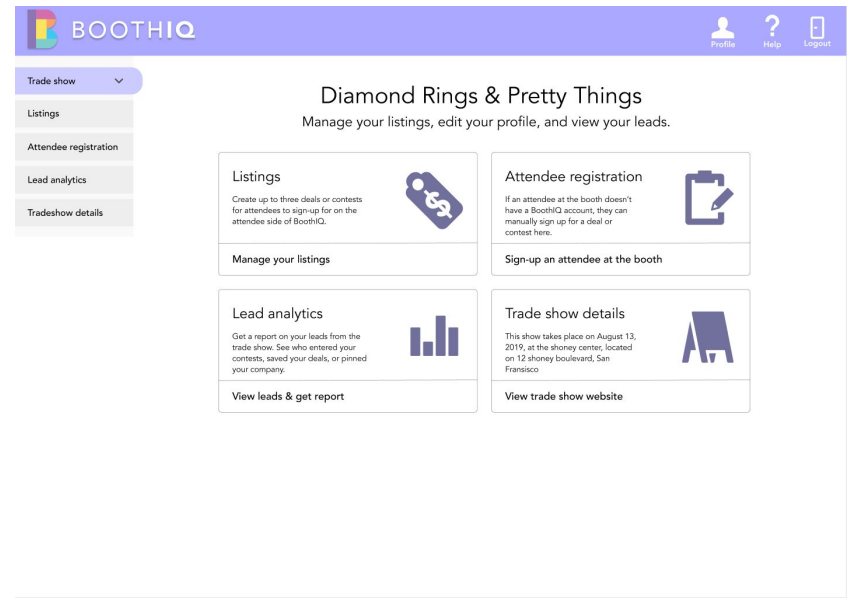 BOOTHIQ
Profile
Help
Logout
Trade show
Listings
Attendee registration
Lead analytics
Tradeshow details
Diamond Rings & Pretty Things
Manage your listings, edit your profile, and view your leads.
Listings
Create up to three deals or contests
for attendees to sign-up for on the
attendee side of BoothIQ.
Manage your listings
Attendee registration
If an attendee at the booth doesn't
have a BoothIQ account, they can
manually sign up for a deal or
contest here.
Sign-up an attendee at the booth
Lead analytics
Get a report on your leads from the
trade show. See who entered your
contests, saved your deals, or pinned
your company.
View leads & get report
Trade show details
This show takes place on August 13,
2019, at the shoney center, located
on 12 shoney boulevard, San
Fransisco
View trade show website